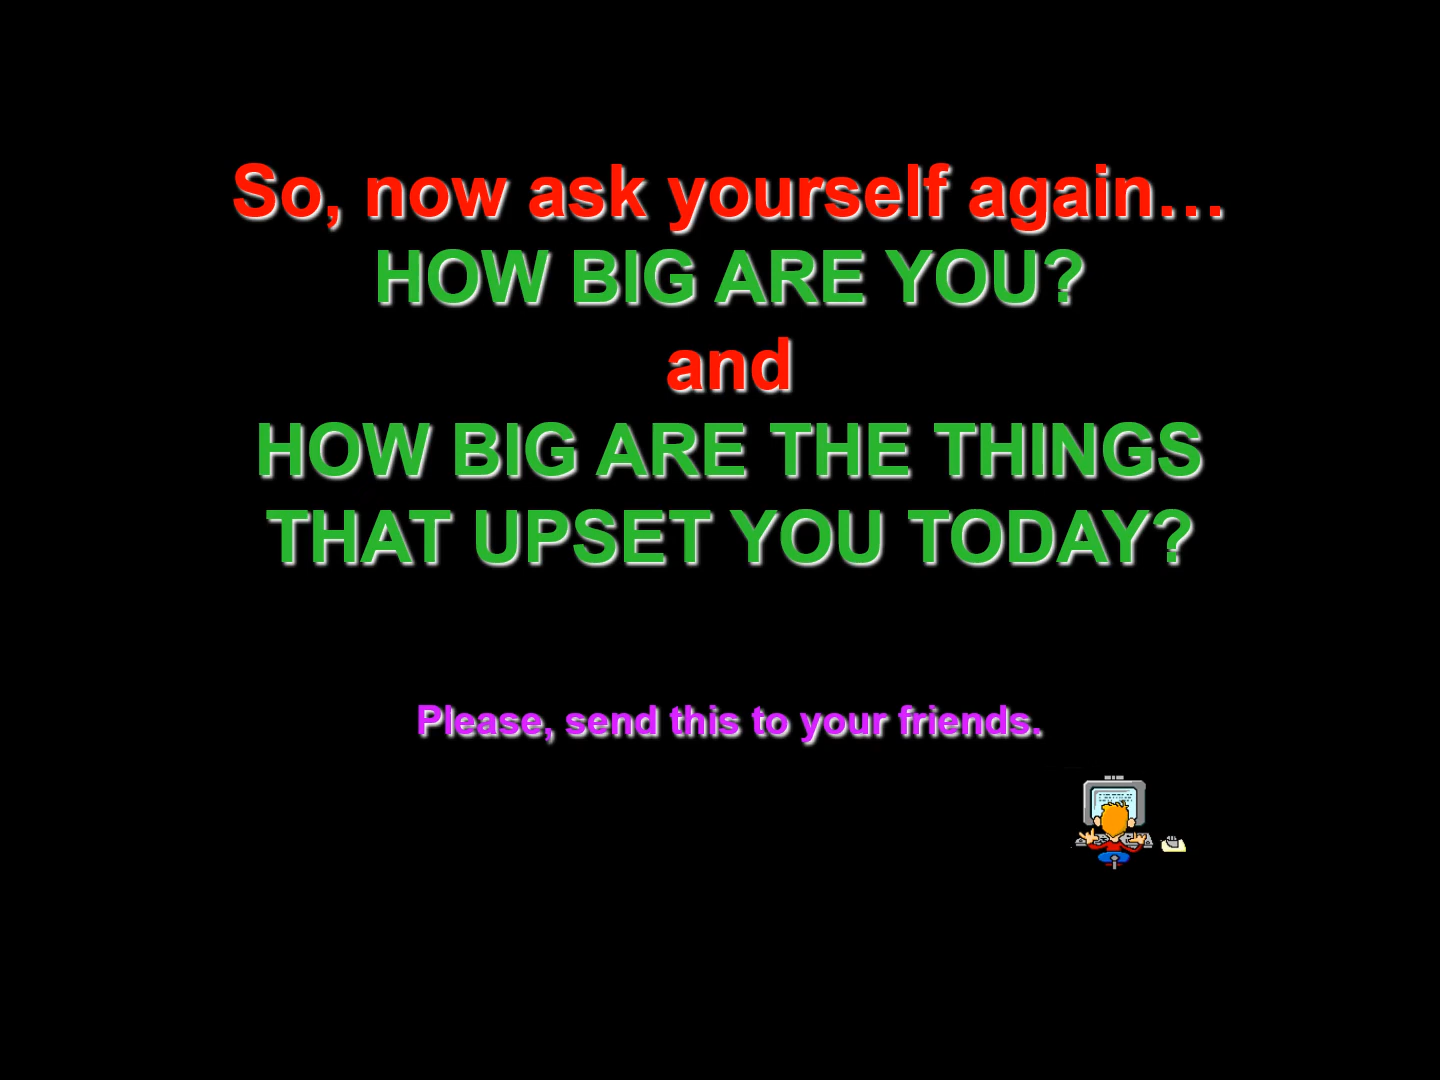 So, now ask yourself again…
HOW BIG ARE YOU?
and
HOW BIG ARE THE THINGS
THAT UPSET YOU TODAY?
Please, send this to your friends.